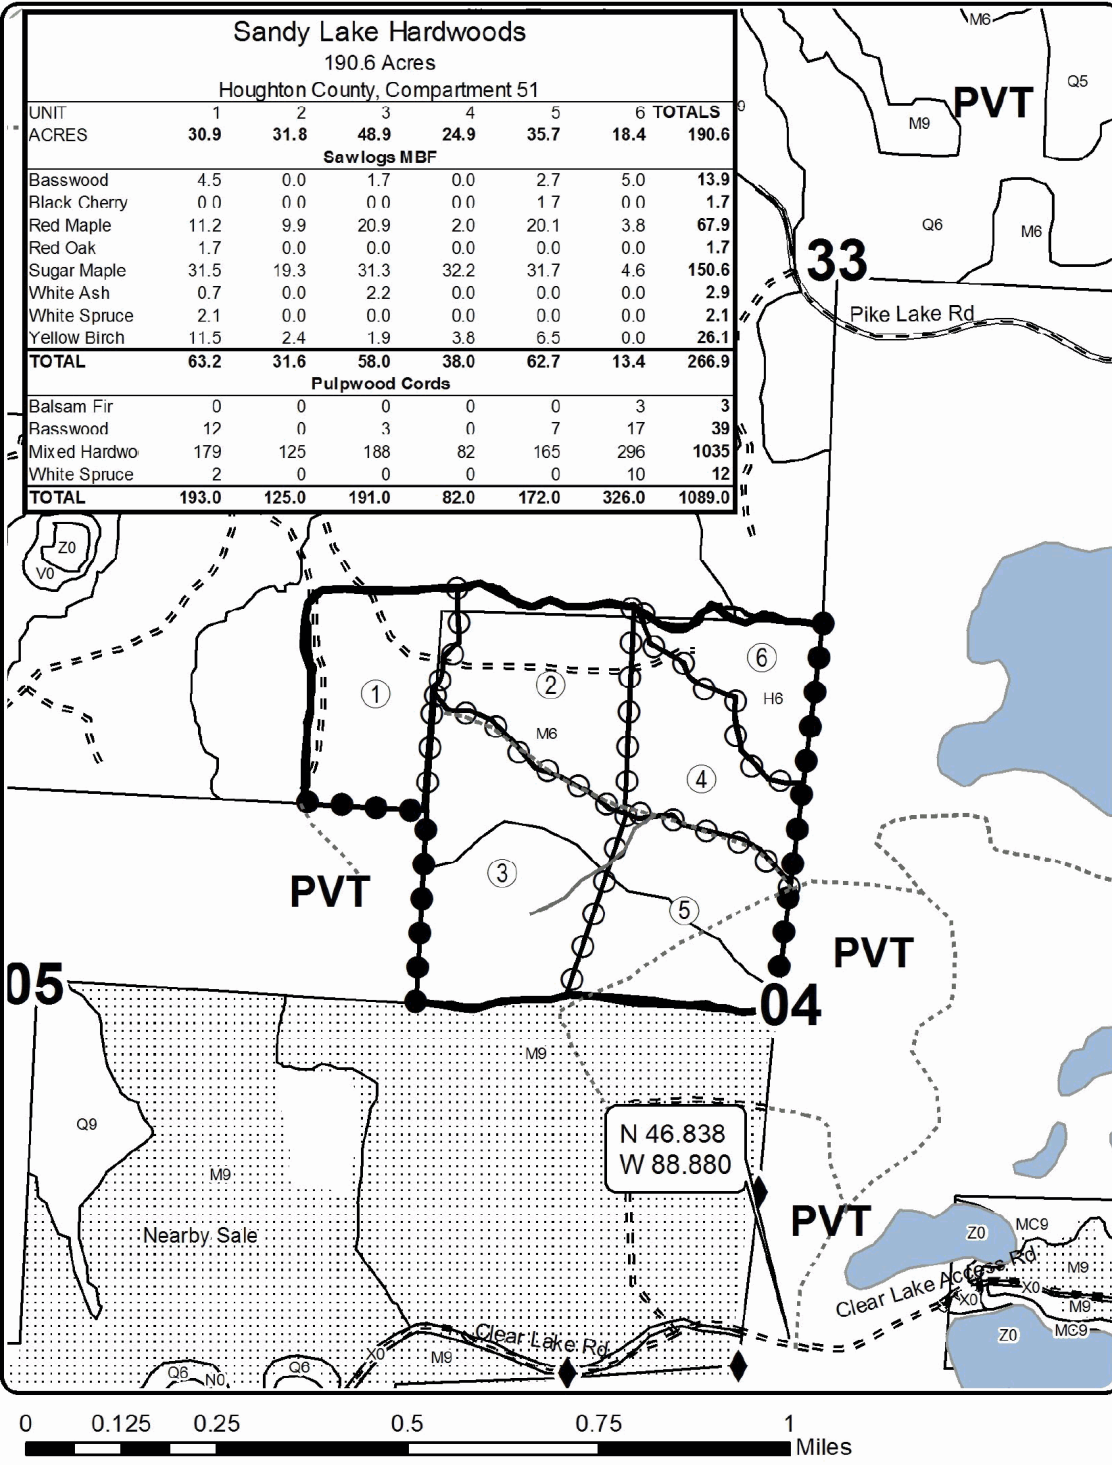 Sandy Lake Hardwoods
190.6 Acres
Houghton County, Compartment 51
UNIT 1 2 3 4 5 6 TOTALS
ACRES 30.9 31.8 48.9 24.9 35.7 18.4 190.6
Sawlogs MBF
Basswood 4.5 0.0 1.7 0.0 2.7 5.0 13.9
Black Cherry 0.0 0.0 0.0 0.0 1.7 0.0 1.7
Red Maple 11.2 9.9 20.9 2.0 20.1 3.8 67.9
Red Oak 1.7 0.0 0.0 0.0 0.0 0.0 1.7
Sugar Maple 31.5 19.3 31.3 32.2 31.7 4.6 150.6
White Ash 0.7 0.0 2.2 0.0 0.0 0.0 2.9
White Spruce 2.1 0.0 0.0 0.0 0.0 0.0 2.1
Yellow Birch 11.5 2.4 1.9 3.8 6.5 0.0 26.1
TOTAL 63.2 31.6 58.0 38.0 62.7 13.4 266.9
Pulpwood Cords
Balsam Fir 0 0 0 0 0 3 3
Basswood 12 0 3 0 7 17 39
Mixed Hardwo 179 125 188 82 165 296 1035
White Spruce 2 0 0 0 0 10 12
TOTAL 193.0 125.0 191.0 82.0 172.0 326.0 1089.0
M6
Q5
PVT
9
M9
Q6
M6
33
Pike Lake Rd
Z0
V0
6
1
2
H6
M6
4
3
PVT
5
PVT
05
04
M9
Q9
N 46.838
W 88.880
M9
PVT
Nearby Sale
Z0
MC9
M9
Clear Lake Access Rd
X0
X0
M9
MC9
Z0
Clear Lake Rd
X0
M9
Q6
N0
Q6
0 0.125 0.25 0.5 0.75 1
Miles